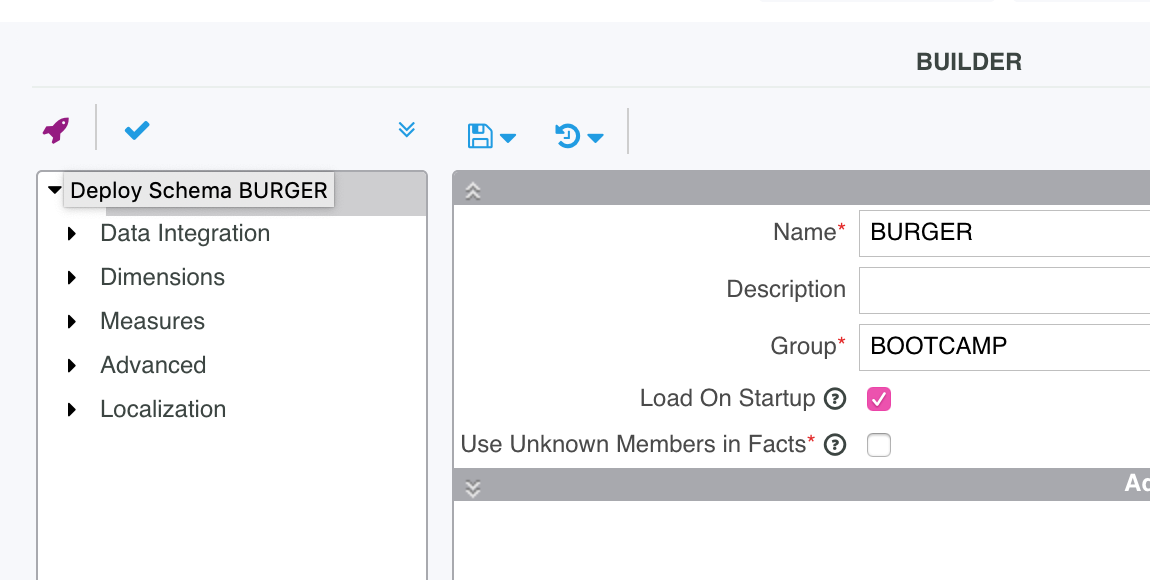 BUILDER
Deploy Schema BURGER
Data Integration
Dimensions
Measures
Advanced
Localization
Name*
BURGER
Description
Group*
BOOTCAMP
Load On Startup ?
Use Unknown Members in Facts* ?